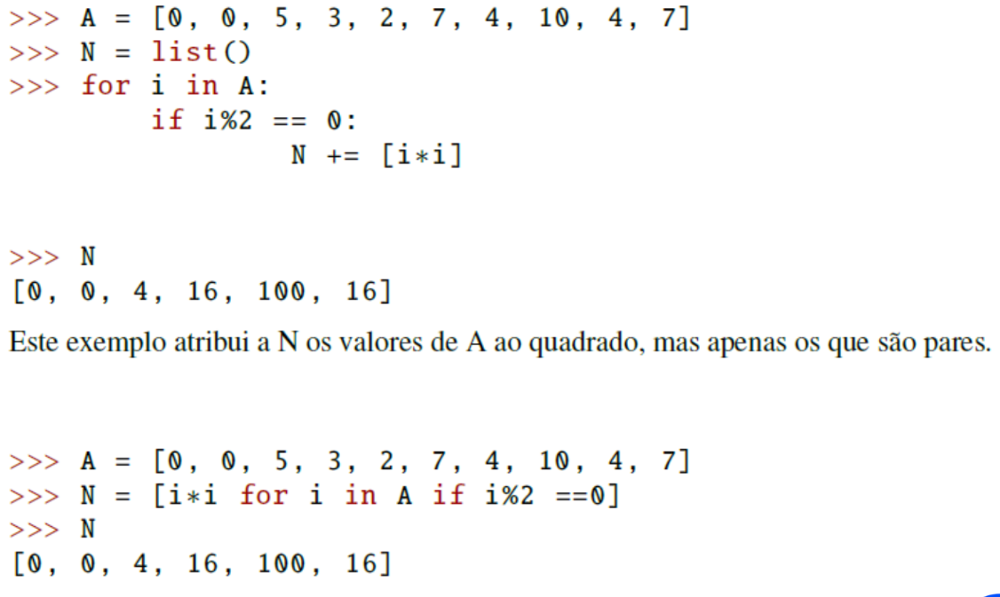 >>> A = [0, 0, 5, 3, 2, 7, 4, 10, 4, 7]
>>> N = list()
>>> for i in A:
        if i%2 == 0:
                N += [i*i]
>>> N
[0, 0, 4, 16, 100, 16]
Este exemplo atribui a N os valores de A ao quadrado, mas apenas os que são pares.
>>> A = [0, 0, 5, 3, 2, 7, 4, 10, 4, 7]
>>> N = [i*i for i in A if i%2 ==0]
>>> N
[0, 0, 4, 16, 100, 16]